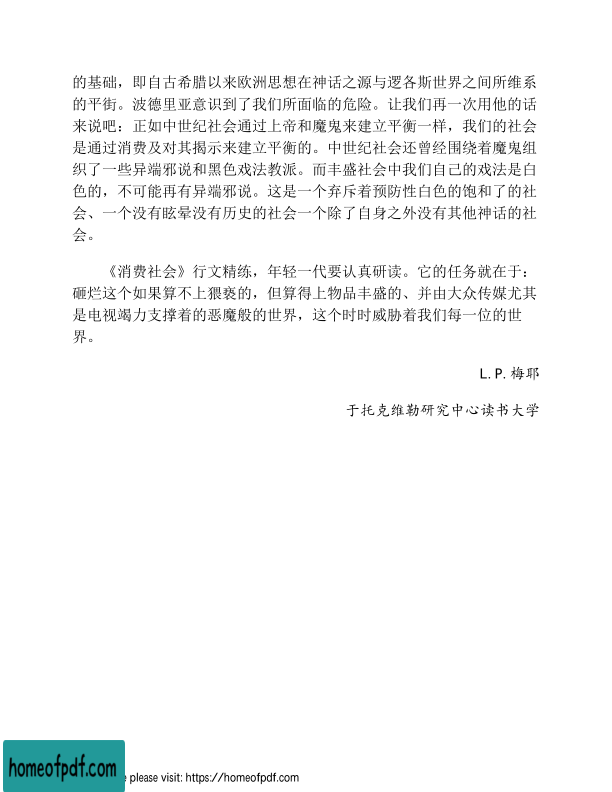 的基础，即自古希腊以来欧洲思想在神话之源与逻各斯世界之间所维系
的平街。波德里亚意识到了我们所面临的危险。让我们再一次用他的话
来说吧：正如中世纪社会通过上帝和魔鬼来建立平衡一样，我们的社会
是通过消费及对其揭示来建立平衡的。中世纪社会还曾经围绕着魔鬼组
织了一些异端邪说和黑色戏法教派。而丰盛社会中我们自己的戏法是白
色的，不可能再有异端邪说。这是一个弃斥着预防性白色的饱和了的社
会、一个没有眩晕没有历史的社会一个除了自身之外没有其他神话的社
会。
《消费社会》行文精练，年轻一代要认真研读。它的任务就在于：
砸烂这个如果算不上猥亵的，但算得上物品丰盛的、并由大众传媒尤其
是电视竭力支撑着的恶魔般的世界，这个时时威胁着我们每一位的世
界。
L. P. 梅耶
于托克维勒研究中心读书大学
homeofpdf.com
e please visit: https://homeofpdf.com